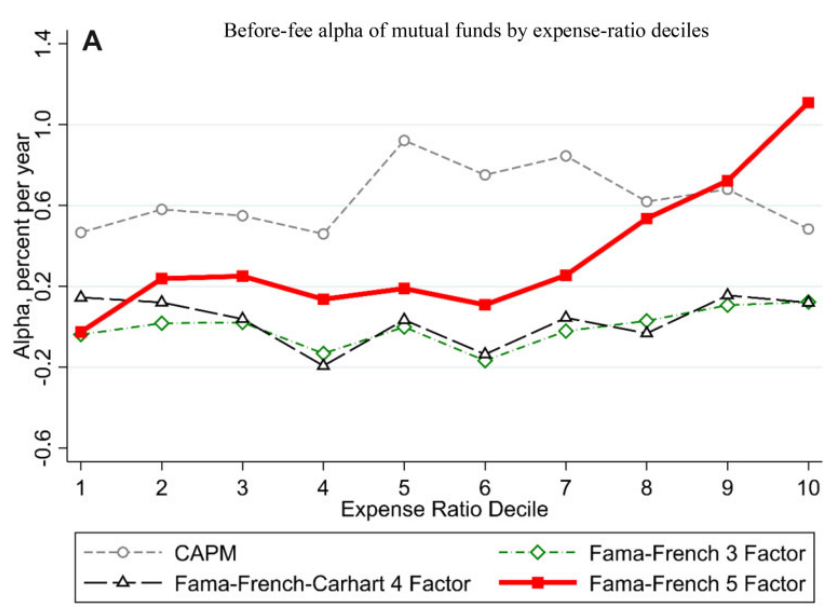 A
Before-fee alpha of mutual funds by expense-ratio deciles
Alpha, percent per year
1.4
1.0
0.6
0.2
-0.2
-0.6
1 2 3 4 5 6 7 8 9 10
Expense Ratio Decile
CAPM Fama-French 3 Factor
Fama-French-Carhart 4 Factor Fama-French 5 Factor